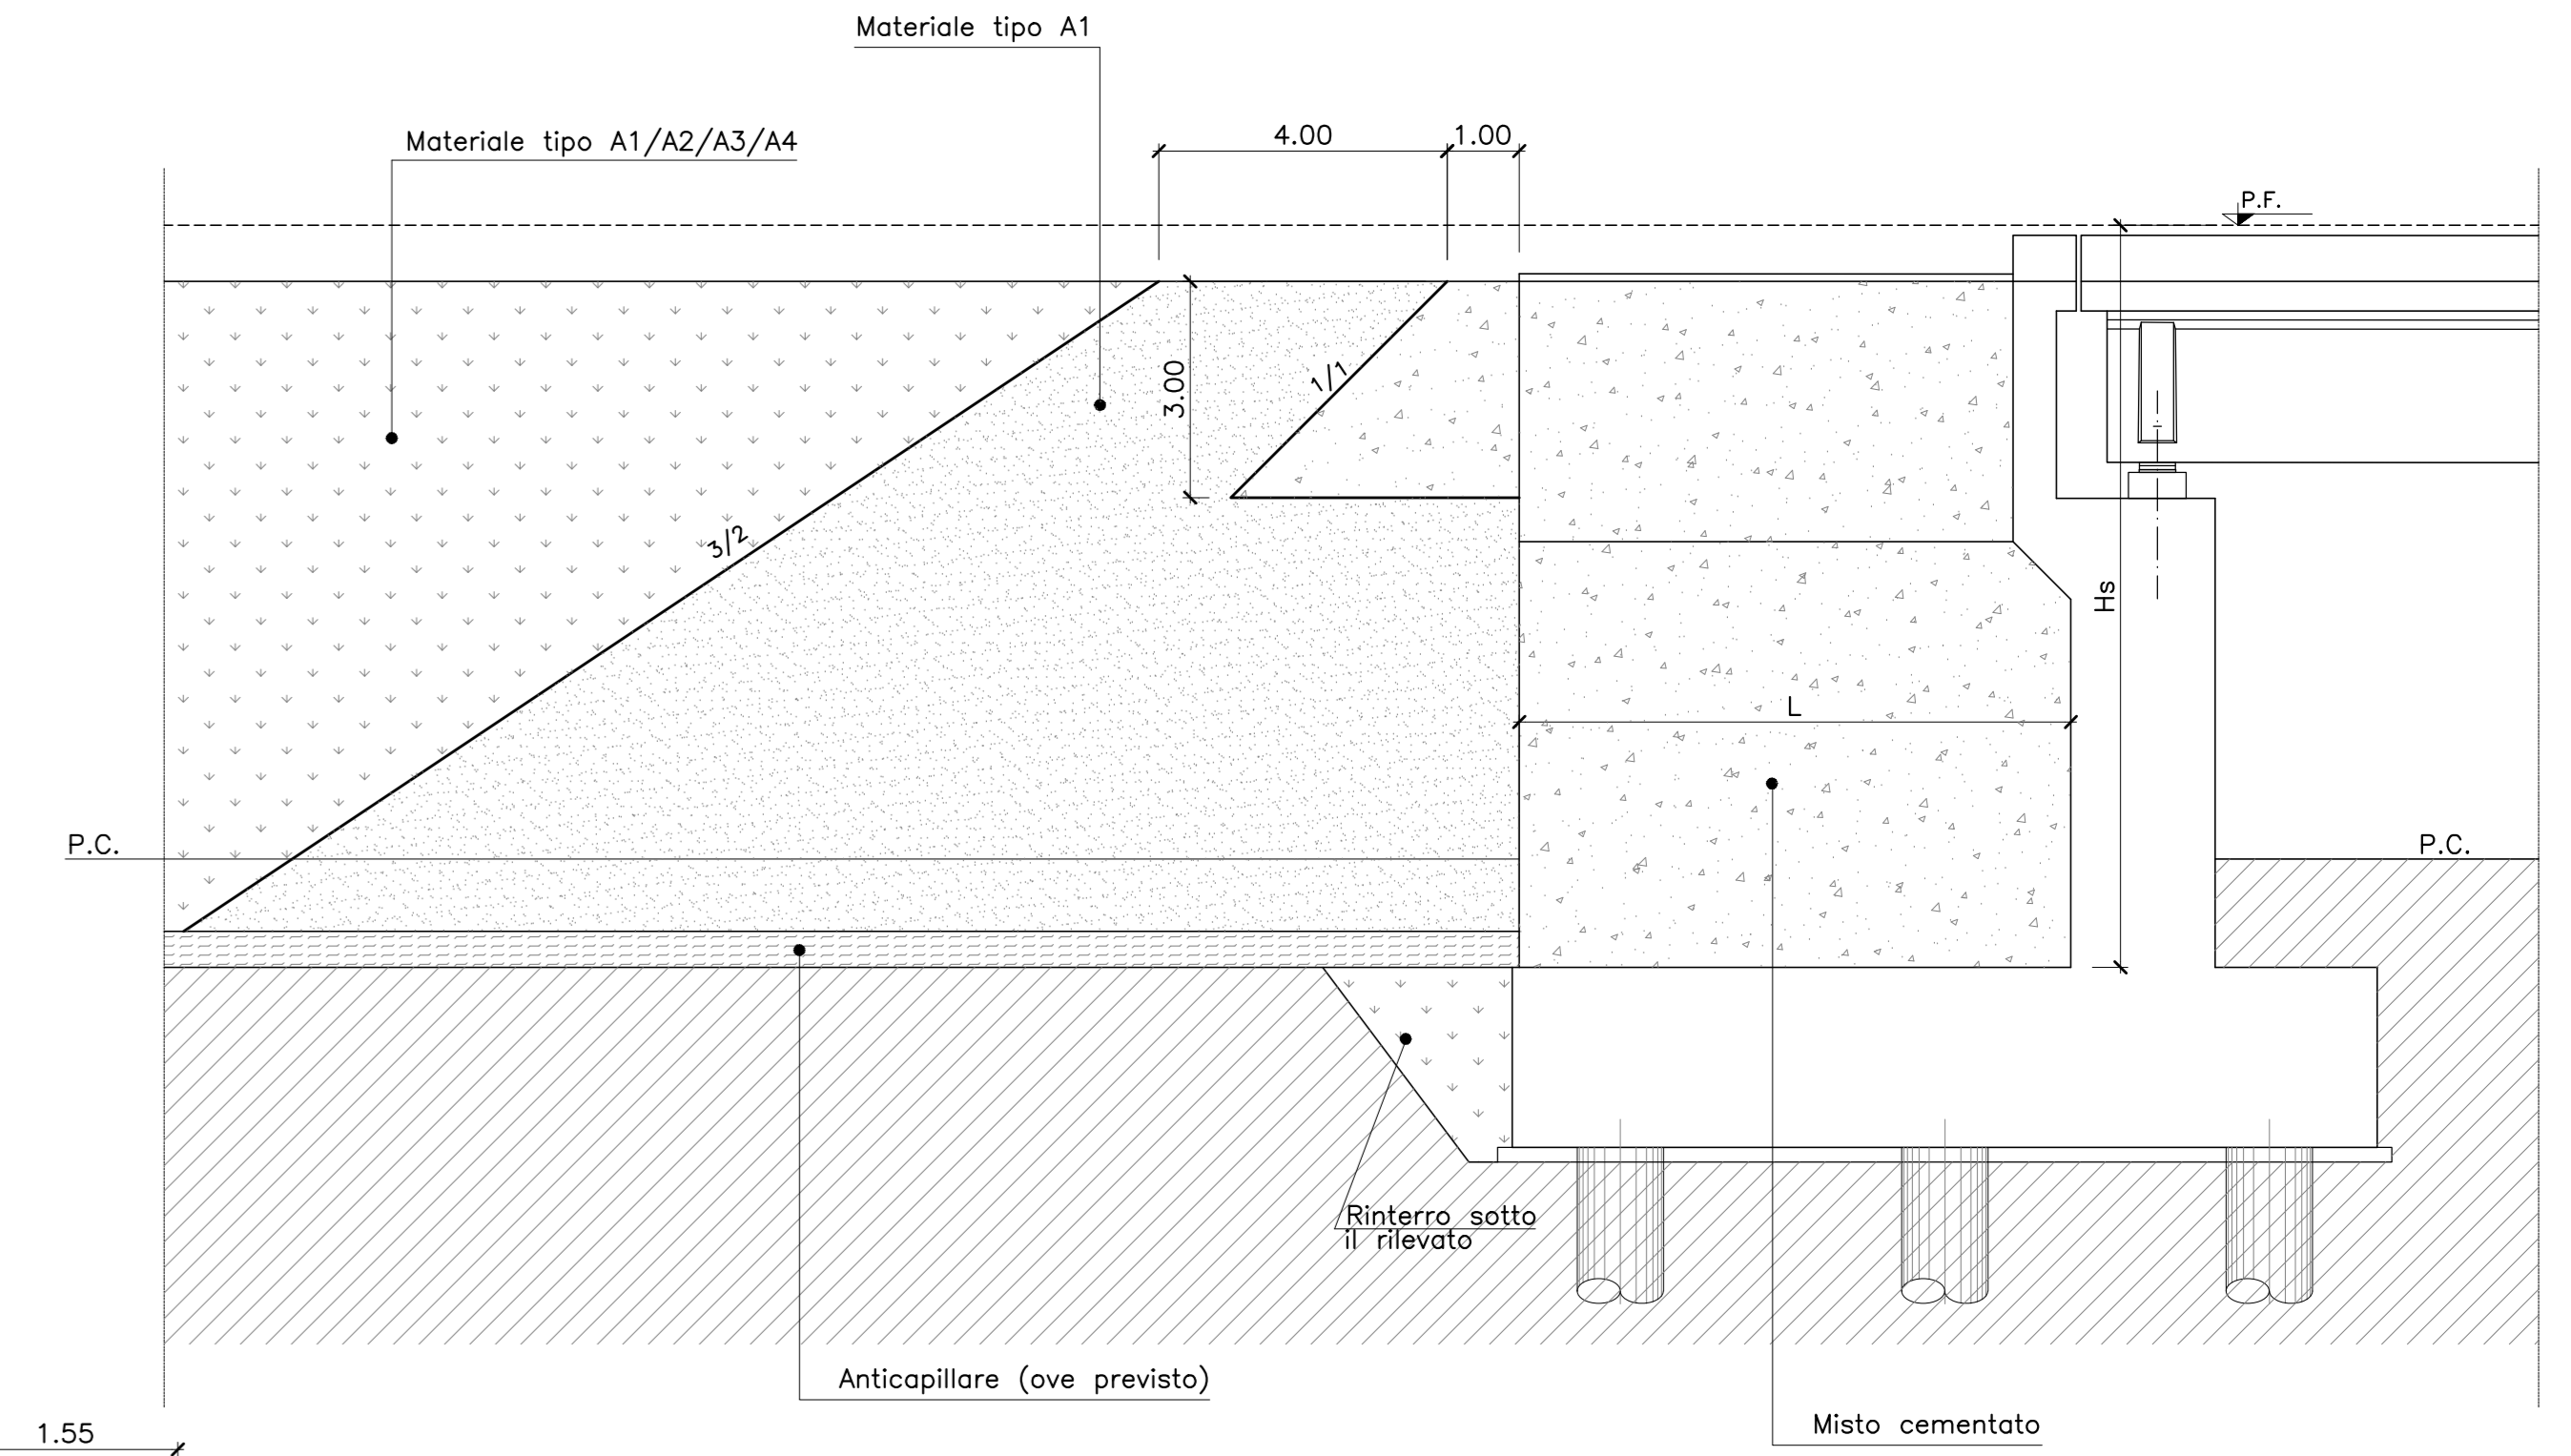 Materiale tipo A1
Materiale tipo A1/A2/A3/A4
4.00
1.00
P.F.
3.00
1/1
3/2
Hs
L
P.C.
P.C.
Rinterro sotto
il rilevato
Anticapillare (ove previsto)
Misto cementato
1.55